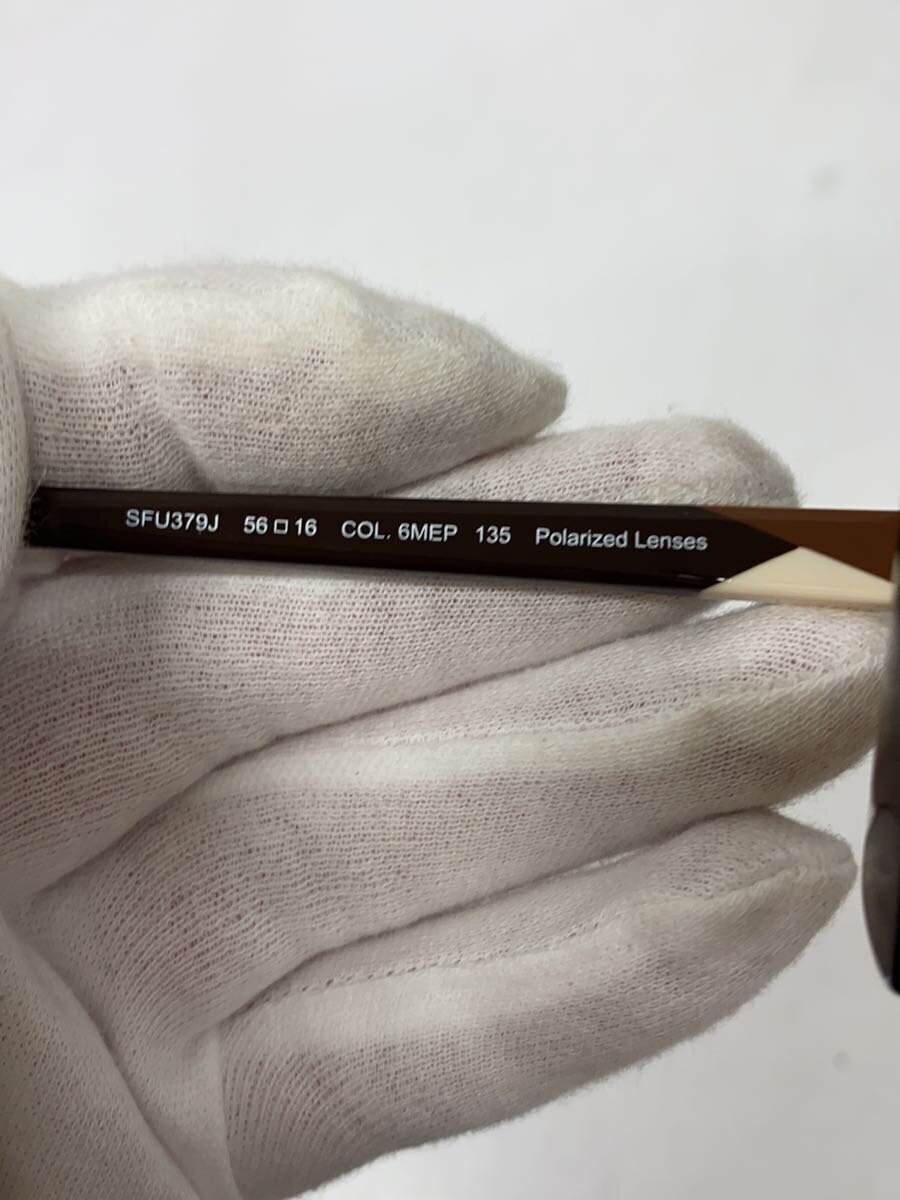 SFU379J 56□16 COL. 6MEP 135 Polarized Lenses